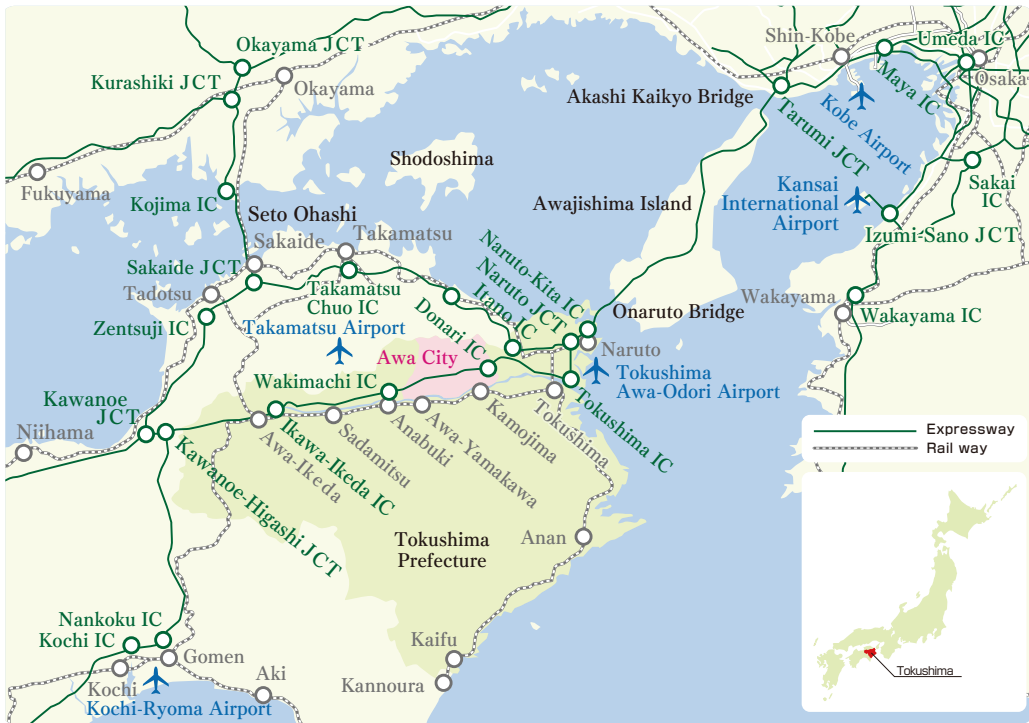 Okayama JCT
Shin-Kobe
Umeda IC
Osaka
Kurashiki JCT
Okayama
Maya IC
Akashi Kaikyo Bridge
Kobe Airport
Tarumi JCT
Shodoshima
Fukuyama
Kojima IC
Kansai
International
Airport
Sakai
IC
Awajishima Island
Seto Ohashi
Sakaide
Takamatsu
Izumi-Sano JCT
Sakaide JCT
Tadotsu
Takamatsu
Chuo IC
Naruto-Kita IC
Naruto JCT
Itano IC
Donari IC
Onaruto Bridge
Wakayama
Wakayama IC
Zentsuji IC
Takamatsu Airport
Awa City
Naruto
Tokushima
Awa-Odori Airport
Wakimachi IC
Kawanoe
JCT
Niihama
Kawanoe-Higashi JCT
Awa-Ikeda
Ikawa-Ikeda IC
Sadamitsu
Anabuki
Awa-Yamakawa
Kamojima
Tokushima
Tokushima IC
Expressway
Rail way
Tokushima
Prefecture
Anan
Nankoku IC
Kochi IC
Gomen
Kochi
Aki
Kochi-Ryoma Airport
Kaifu
Kannoura
Tokushima